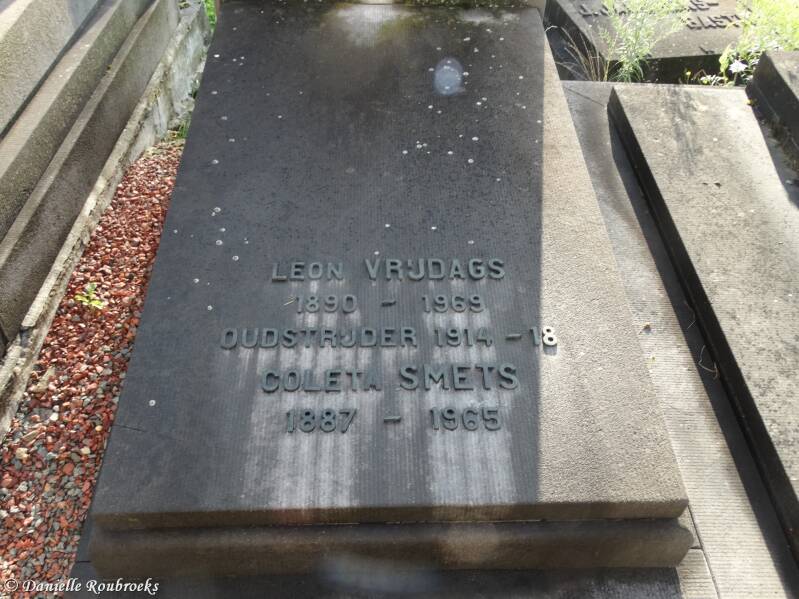 LEON VRIJDAGS
1890 - 1969
OUDSTRIJDER 1914 - 18
COLETA SMETS
1887 - 1965
© Danielle Roubroeks